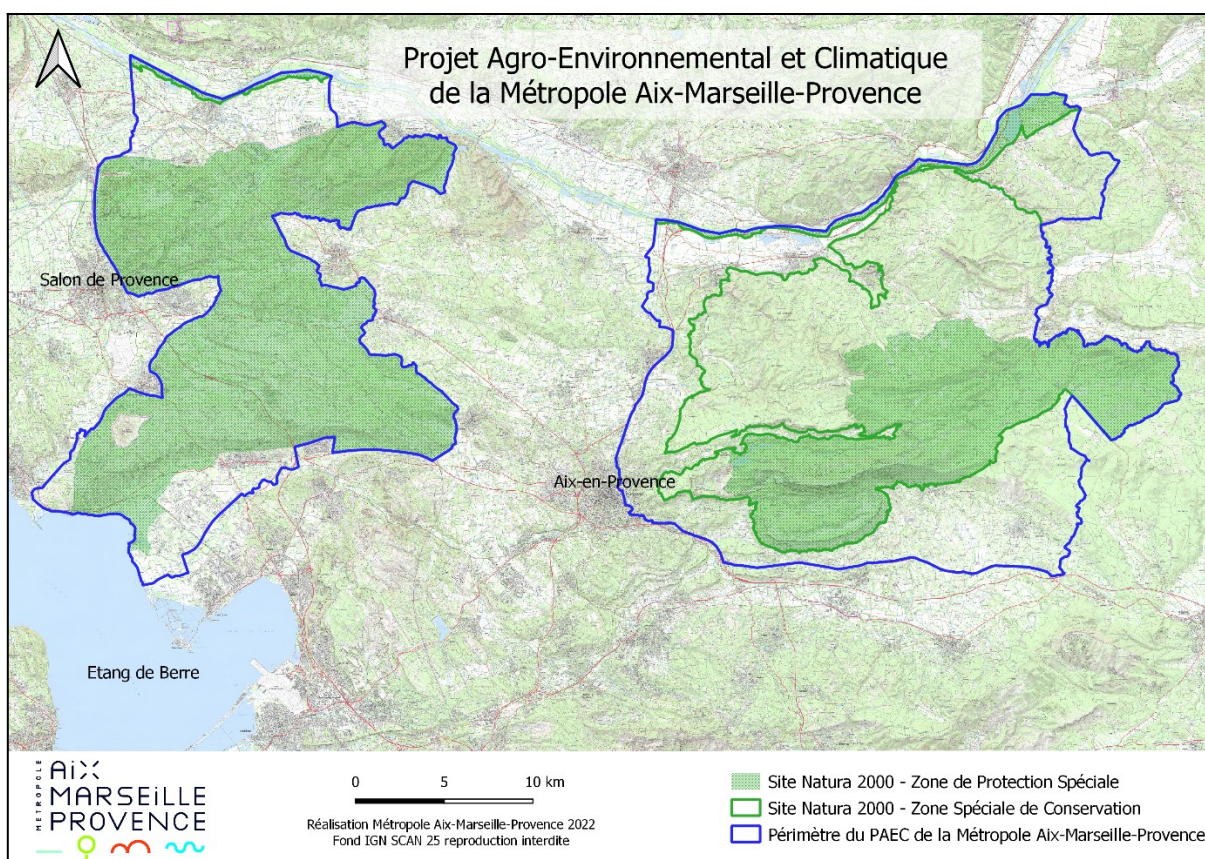 Projet Agro-Environnemental et Climatique
de la Métropole Aix-Marseille-Provence
Salon de Provence
Aix-en-Provence
Etang de Berre
METROPOLE
AIX
MARSEILLE
PROVENCE
0 5 10 km
Réalisation Métropole Aix-Marseille-Provence 2022
Fond IGN SCAN 25 reproduction interdite
Site Natura 2000 - Zone de Protection Spéciale
Site Natura 2000 - Zone Spéciale de Conservation
Périmètre du PAEC de la Métropole Aix-Marseille-Provence